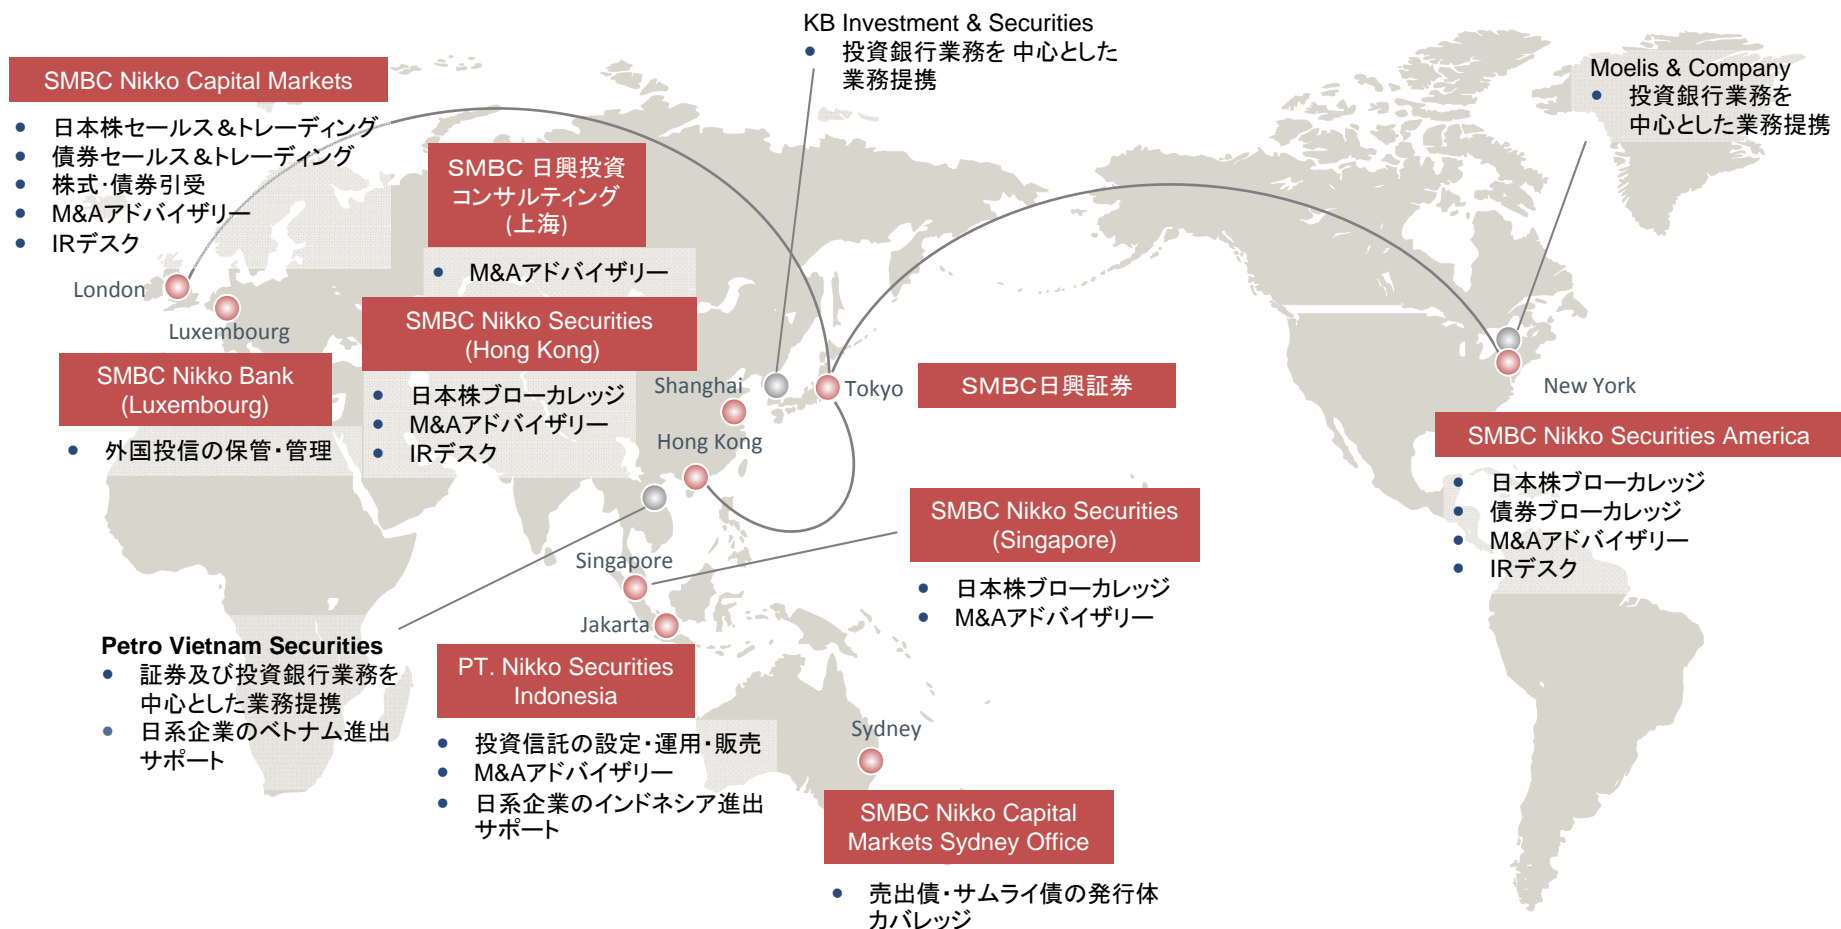 KB Investment & Securities
投資銀行業務を 中心とした
業務提携
Moelis & Company
投資銀行業務を
中心とした業務提携
SMBC Nikko Capital Markets
日本株セールス＆トレーディング
債券セールス＆トレーディング
株式・債券引受
M&Aアドバイザリー
IRデスク
SMBC 日興投資
コンサルティング
(上海)
M&Aアドバイザリー
London
Luxembourg
SMBC Nikko Securities
(Hong Kong)
日本株ブローカレッジ
M&Aアドバイザリー
IRデスク
SMBC Nikko Bank
(Luxembourg)
外国投信の保管・管理
Shanghai
Tokyo
SMBC日興証券
Hong Kong
New York
SMBC Nikko Securities America
日本株ブローカレッジ
債券ブローカレッジ
M&Aアドバイザリー
IRデスク
SMBC Nikko Securities
(Singapore)
日本株ブローカレッジ
M&Aアドバイザリー
Singapore
Jakarta
Petro Vietnam Securities
証券及び投資銀行業務を
中心とした業務提携
日系企業のベトナム進出
サポート
PT. Nikko Securities
Indonesia
投資信託の設定・運用・販売
M&Aアドバイザリー
日系企業のインドネシア進出
サポート
Sydney
SMBC Nikko Capital
Markets Sydney Office
売出債・サムライ債の発行体
カバレッジ